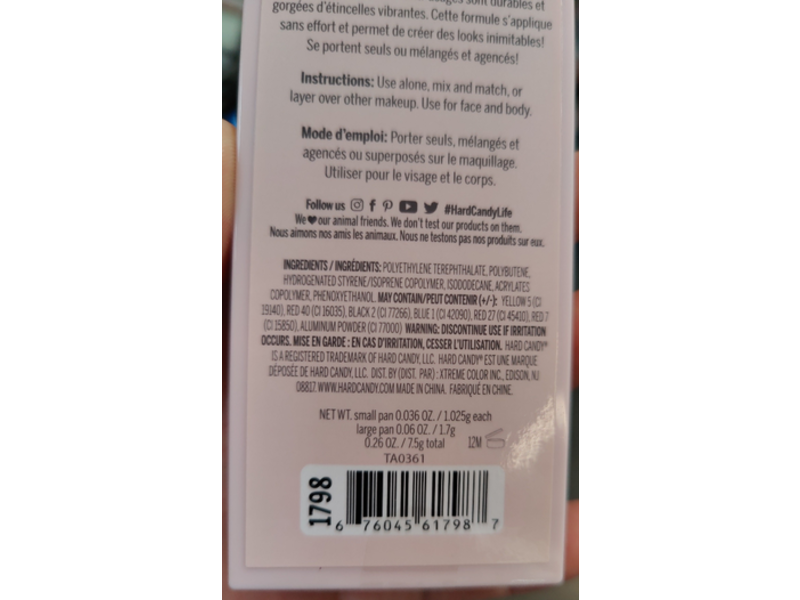 sont durables et
gorgées d'étincelles vibrantes. Cette formule s'applique
sans effort et permet de créer des looks inimitables!
Se portent seuls ou mélangés et agencés!
Instructions: Use alone, mix and match, or
layer over other makeup. Use for face and body.
Mode d'emploi: Porter seuls, mélangés et
agencés ou superposés sur le maquillage.
Utiliser pour le visage et le corps.
Follow us #HardCandyLife
We ♥ our animal friends. We don't test our products on them.
Nous aimons nos amis les animaux. Nous ne testons pas nos produits sur eux.
INGREDIENTS / INGRÉDIENTS: POLYETHYLENE TEREPHTHALATE, POLYBUTENE,
HYDROGENATED STYRENE/ISOPRENE COPOLYMER, ISODODECANE, ACRYLATES
COPOLYMER, PHENOXYETHANOL. MAY CONTAIN/PEUT CONTENIR (+/-): YELLOW 5 (CI
19140), RED 40 (CI 16035), BLACK 2 (CI 77266), BLUE 1 (CI 42090), RED 27 (CI 45410), RED 7
(CI 15850), ALUMINUM POWDER (CI 77000) WARNING: DISCONTINUE USE IF IRRITATION
OCCURS. MISE EN GARDE : EN CAS D'IRRITATION, CESSER L'UTILISATION. HARD CANDY®
IS A REGISTERED TRADEMARK OF HARD CANDY, LLC. HARD CANDY® EST UNE MARQUE
DÉPOSÉE DE HARD CANDY, LLC. DIST. BY (DIST. PAR) : XTREME COLOR INC., EDISON, NJ
08817. WWW.HARDCANDY.COM MADE IN CHINA. FABRIQUÉ EN CHINE.
NET WT. small pan 0.036 OZ. / 1.025g each
large pan 0.06 OZ. / 1.7g
0.26 OZ. / 7.5g total 12M
TA0361
1798
6 76045 61798 7